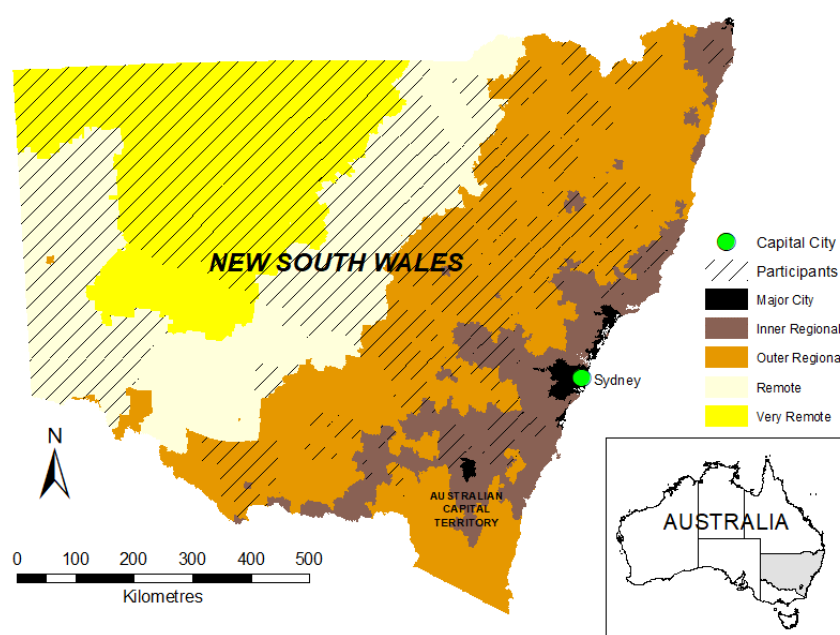 NEW SOUTH WALES
Capital City
Participants
Major City
Inner Regional
Outer Regional
Remote
Very Remote
Sydney
N
AUSTRALIAN
CAPITAL
TERRITORY
0 100 200 300 400 500
Kilometres
AUSTRALIA